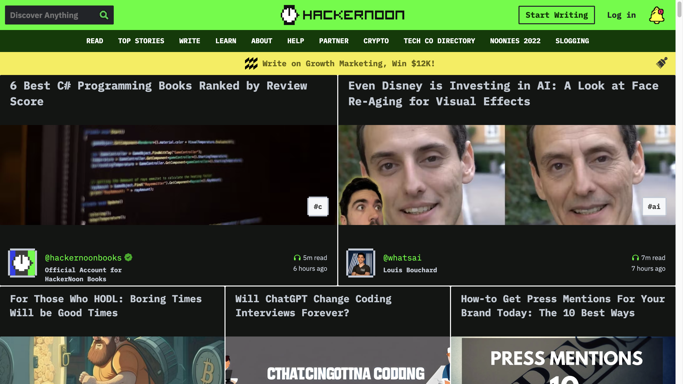 Discover Anything
HACKERNOON
Start Writing
Log in
READ
TOP STORIES
WRITE
LEARN
ABOUT
HELP
PARTNER
CRYPTO
TECH CO DIRECTORY
NOONIES 2022
SLOGGING
Write on Growth Marketing, Win $12K!
6 Best C# Programming Books Ranked by Review
Score
#c
@hackernoonbooks
Official Account for
HackerNoon Books
5m read
6 hours ago
Even Disney is Investing in AI: A Look at Face
Re-Aging for Visual Effects
#ai
@whatsai
Louis Bouchard
7m read
7 hours ago
For Those Who HODL: Boring Times
Will be Good Times
Will ChatGPT Change Coding
Interviews Forever?
How-to Get Press Mentions For Your
Brand Today: The 10 Best Ways
CTHAT.CINGOTTNA CODING
PRESS MENTIONS
10